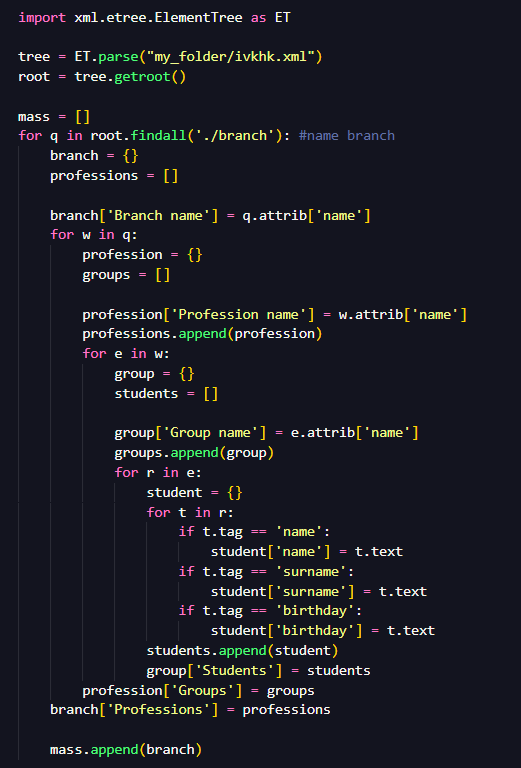 import xml.etree.ElementTree as ET
tree = ET.parse("my_folder/ivkhk.xml")
root = tree.getroot()
mass = []
for q in root.findall('./branch'): #name branch
    branch = {}
    professions = []
    branch['Branch name'] = q.attrib['name']
    for w in q:
        profession = {}
        groups = []
        profession['Profession name'] = w.attrib['name']
        professions.append(profession)
        for e in w:
            group = {}
            students = []
            group['Group name'] = e.attrib['name']
            groups.append(group)
            for r in e:
                student = {}
                for t in r:
                    if t.tag == 'name':
                        student['name'] = t.text
                    if t.tag == 'surname':
                        student['surname'] = t.text
                    if t.tag == 'birthday':
                        student['birthday'] = t.text
                students.append(student)
                group['Students'] = students
        profession['Groups'] = groups
    branch['Professions'] = professions
    mass.append(branch)